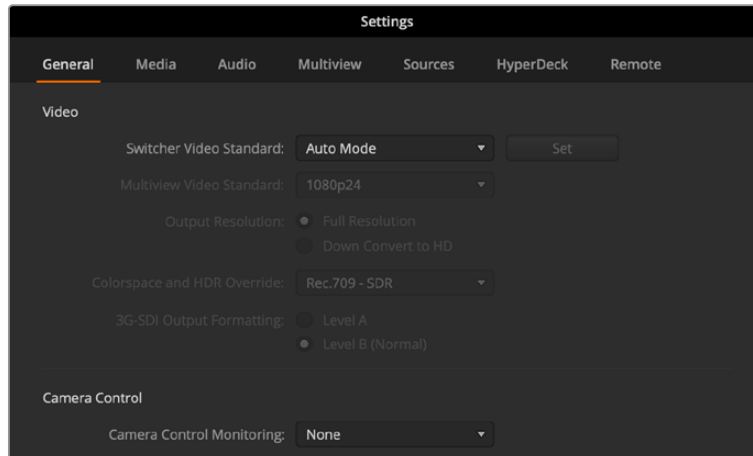 Settings
General Media Audio Multiview Sources HyperDeck Remote
Video
Switcher Video Standard: Auto Mode Set
Multiview Video Standard: 1080p24
Output Resolution: Full Resolution
Down Convert to HD
Colorspace and HDR Override: Rec.709 - SDR
3G-SDI Output Formatting: Level A
Level B (Normal)
Camera Control
Camera Control Monitoring: None